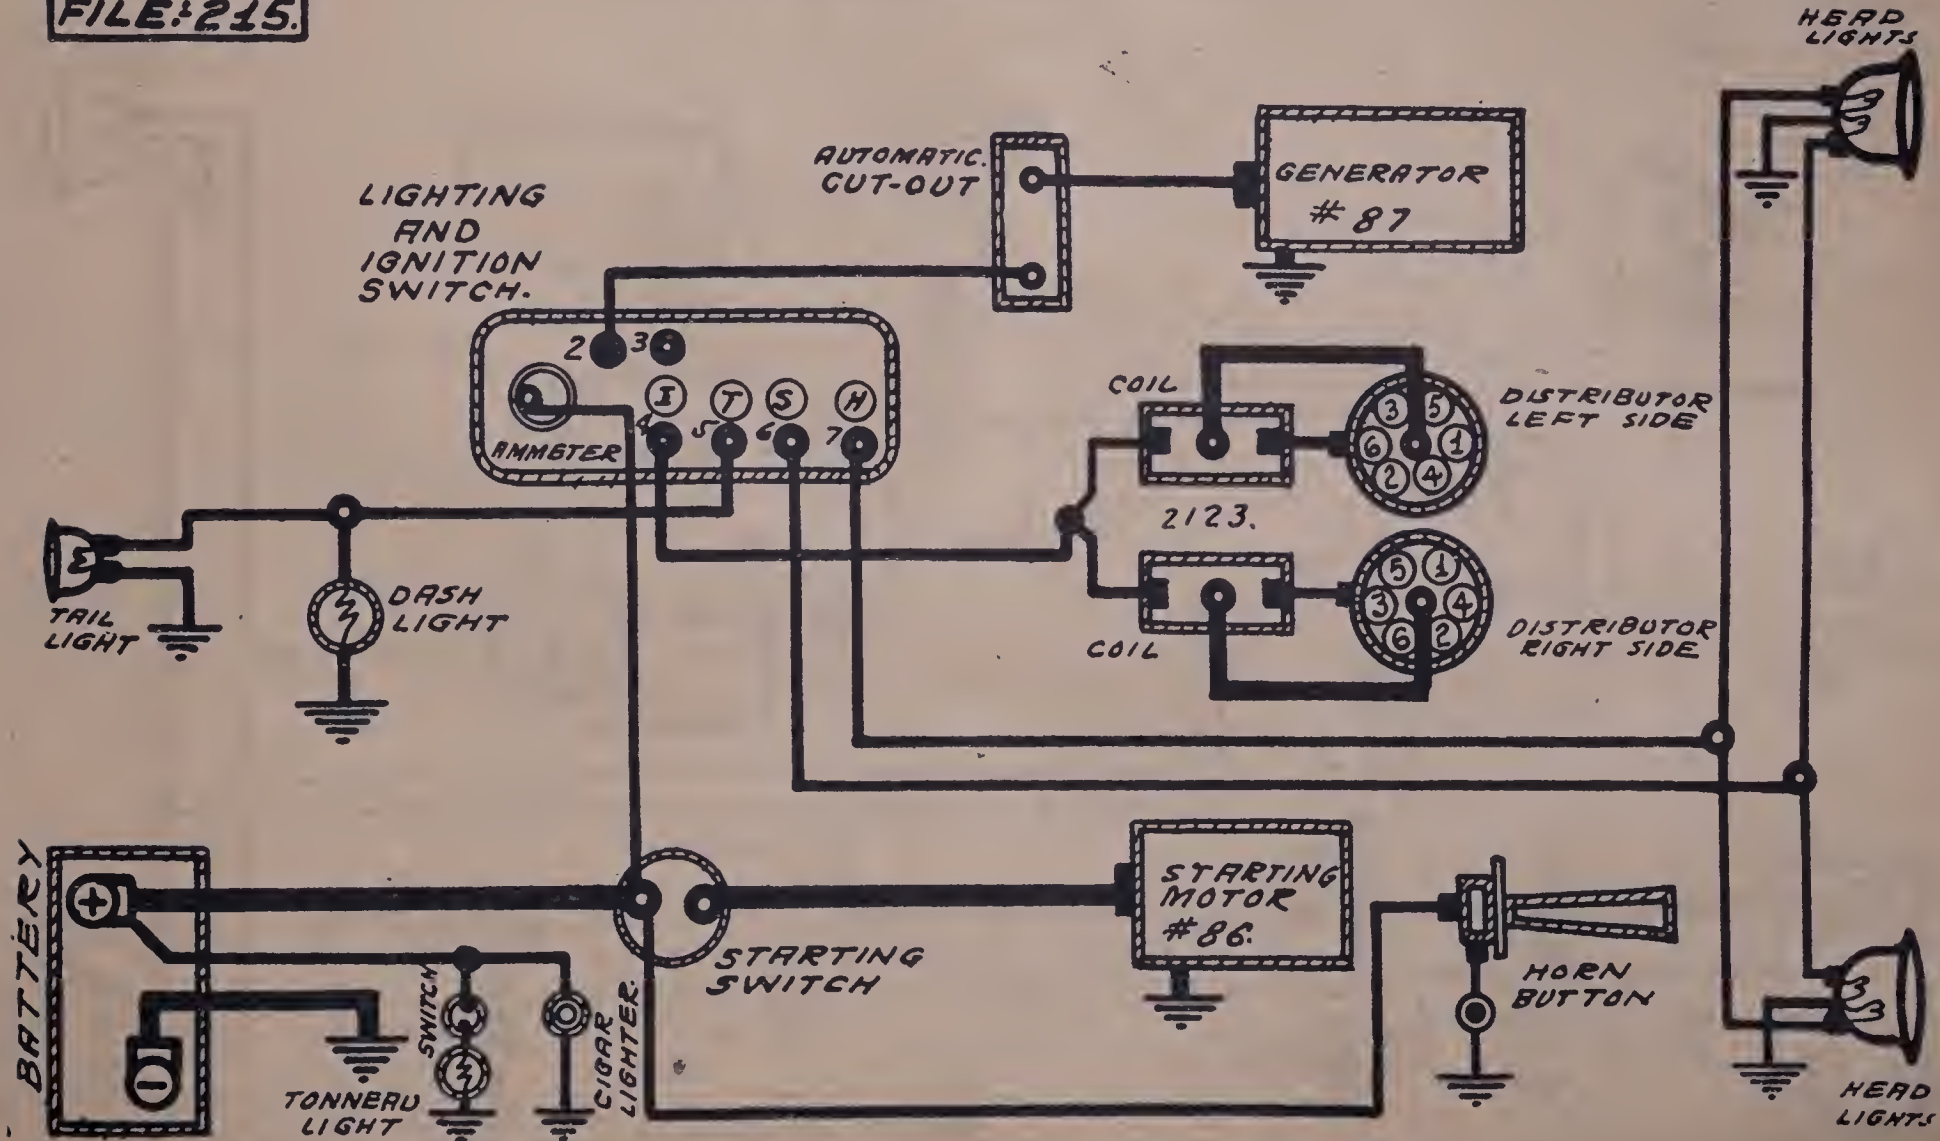 FILE:215.
HEAD
LIGHTS
AUTOMATIC.
CUT-OUT
GENERATOR
# 87
LIGHTING
AND
IGNITION
SWITCH.
2 3
I T S H
4 5 6 7
AMMETER
COIL
3 5
6 1
2 4
DISTRIBUTOR
LEFT SIDE
2123.
COIL
5 1
3 4
6 2
DISTRIBUTOR
RIGHT SIDE
TAIL
LIGHT
DASH
LIGHT
BATTERY
+
-
STARTING
SWITCH
STARTING
MOTOR
#86.
HORN
BUTTON
SWITCH
TONNEAU
LIGHT
CIGAR
LIGHTER.
HEAD
LIGHTS